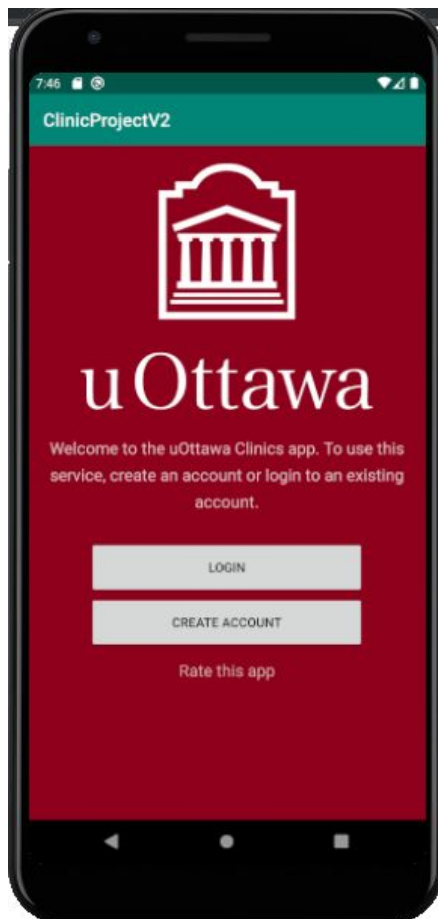 7:46
ClinicProjectV2
uOttawa
Welcome to the uOttawa Clinics app. To use this
service, create an account or login to an existing
account.
LOGIN
CREATE ACCOUNT
Rate this app